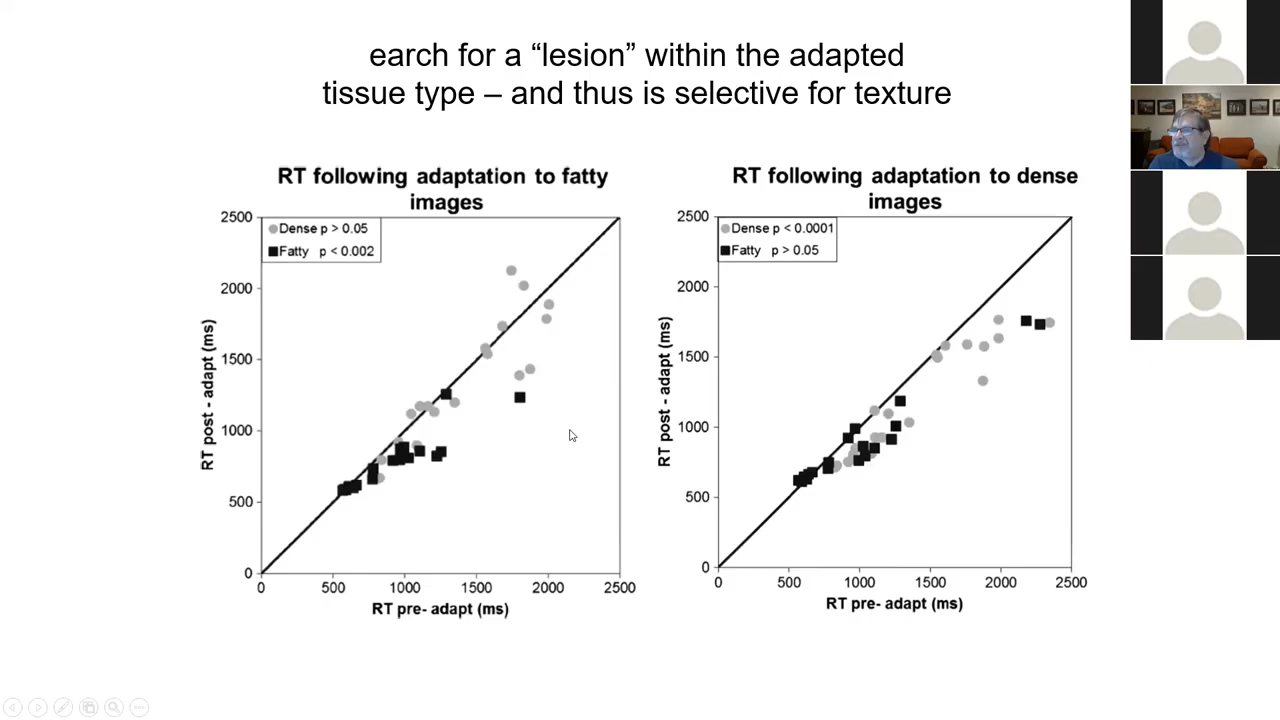 earch for a “lesion” within the adapted
tissue type – and thus is selective for texture
RT following adaptation to fatty
images
2500
2000
1500
1000
500
0
RT post - adapt (ms)
Dense p > 0.05
Fatty p < 0.002
0 500 1000 1500 2000 2500
RT pre- adapt (ms)
RT following adaptation to dense
images
2500
2000
1500
1000
500
0
RT post - adapt (ms)
Dense p < 0.0001
Fatty p > 0.05
0 500 1000 1500 2000 2500
RT pre- adapt (ms)